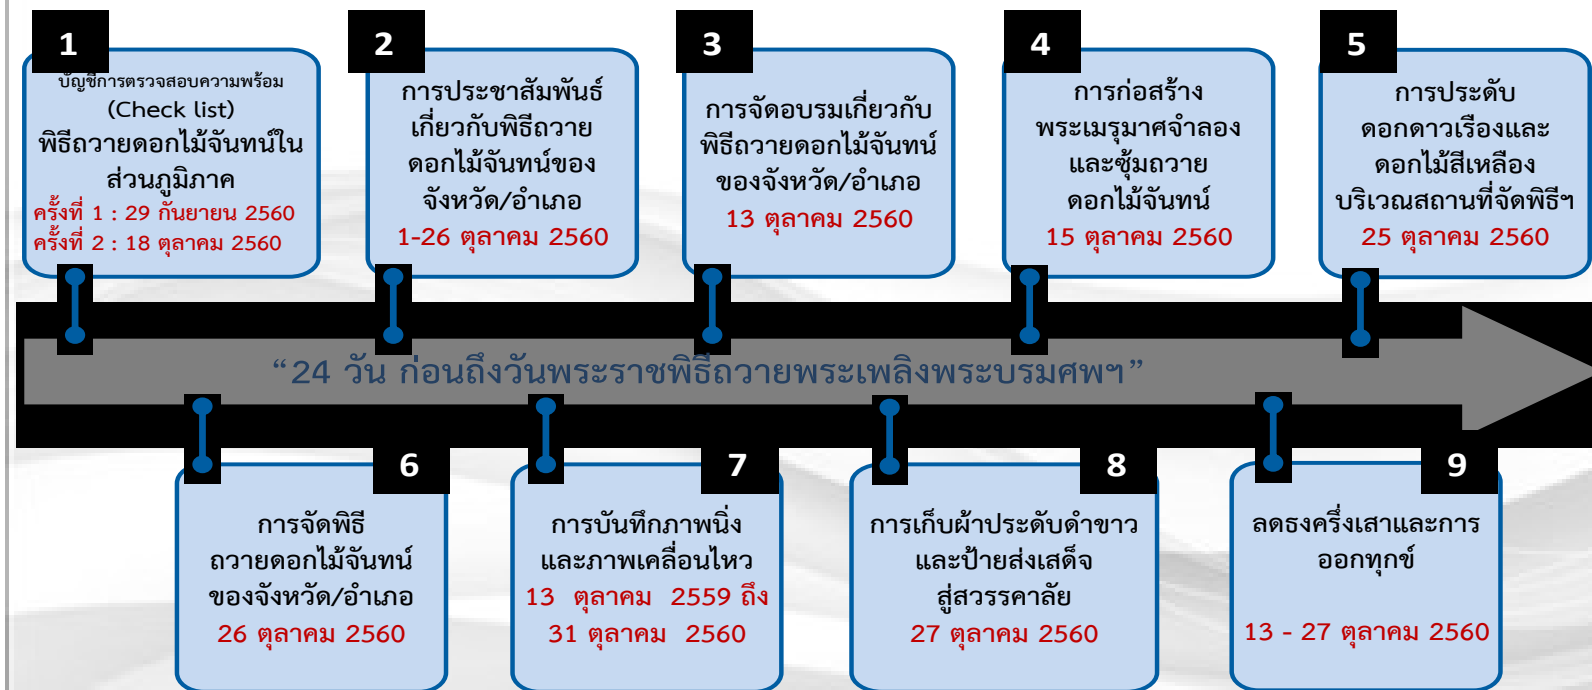 1
บัญชีการตรวจสอบความพร้อม
(Check list)
พิธีถวายดอกไม้จันทน์ใน
ส่วนภูมิภาค
ครั้งที่ 1 : 29 กันยายน 2560
ครั้งที่ 2 : 18 ตุลาคม 2560
2
การประชาสัมพันธ์
เกี่ยวกับพิธีถวาย
ดอกไม้จันทน์ของ
จังหวัด/อำเภอ
1-26 ตุลาคม 2560
3
การจัดอบรมเกี่ยวกับ
พิธีถวายดอกไม้จันทน์
ของจังหวัด/อำเภอ
13 ตุลาคม 2560
4
การก่อสร้าง
พระเมรุมาศจำลอง
และซุ้มถวาย
ดอกไม้จันทน์
15 ตุลาคม 2560
5
การประดับ
ดอกดาวเรืองและ
ดอกไม้สีเหลือง
บริเวณสถานที่จัดพิธีฯ
25 ตุลาคม 2560
“24 วัน ก่อนถึงวันพระราชพิธีถวายพระเพลิงพระบรมศพฯ”
6
การจัดพิธี
ถวายดอกไม้จันทน์
ของจังหวัด/อำเภอ
26 ตุลาคม 2560
7
การบันทึกภาพนิ่ง
และภาพเคลื่อนไหว
13 ตุลาคม 2559 ถึง
31 ตุลาคม 2560
8
การเก็บผ้าประดับดำขาว
และป้ายส่งเสด็จ
สู่สวรรคาลัย
27 ตุลาคม 2560
9
ลดธงครึ่งเสาและการ
ออกทุกข์
13 - 27 ตุลาคม 2560